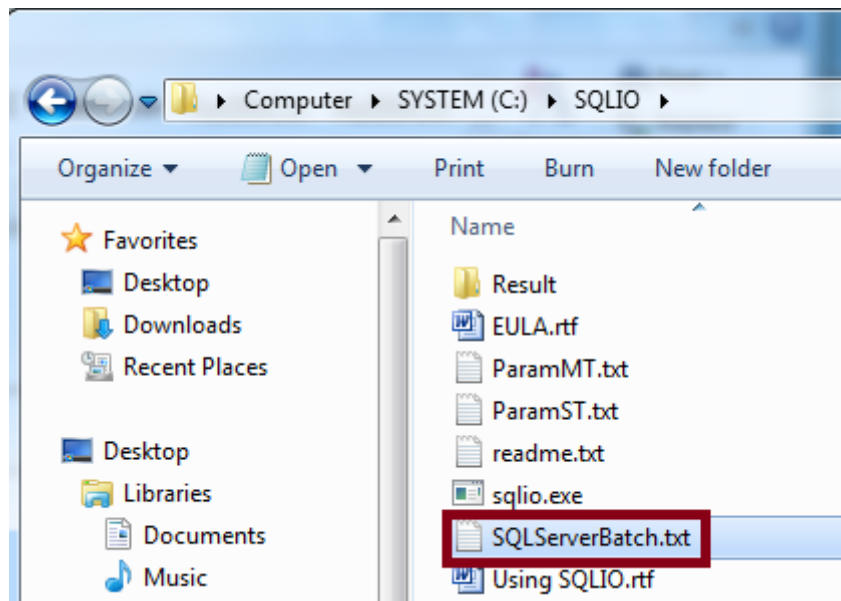 Computer SYSTEM (C:) SQLIO
Organize Open Print Burn New folder
Favorites
Desktop
Downloads
Recent Places
Desktop
Libraries
Documents
Music
Name
Result
EULA.rtf
ParamMT.txt
ParamST.txt
readme.txt
sqlio.exe
SQLServerBatch.txt
Using SQLIO.rtf